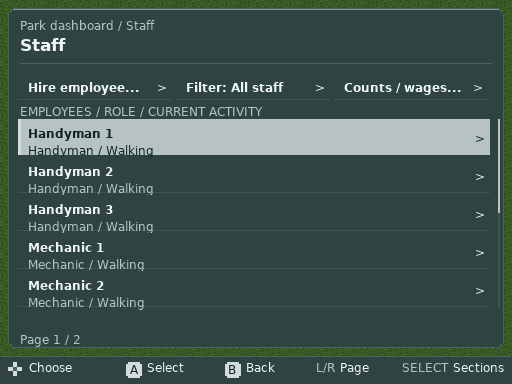 Park dashboard / Staff
Staff
Hire employee... > Filter: All staff > Counts / wages... >
EMPLOYEES / ROLE / CURRENT ACTIVITY
Handyman 1 >
Handyman / Walking
Handyman 2 >
Handyman / Walking
Handyman 3 >
Handyman / Walking
Mechanic 1 >
Mechanic / Walking
Mechanic 2 >
Mechanic / Walking
Page 1 / 2
Choose A Select B Back L/R Page SELECT Sections